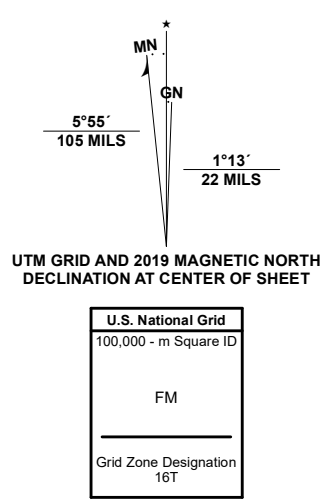 MN
GN
5°55´
105 MILS
1°13´
22 MILS
UTM GRID AND 2019 MAGNETIC NORTH
DECLINATION AT CENTER OF SHEET
U.S. National Grid
100,000 - m Square ID
FM
Grid Zone Designation
16T